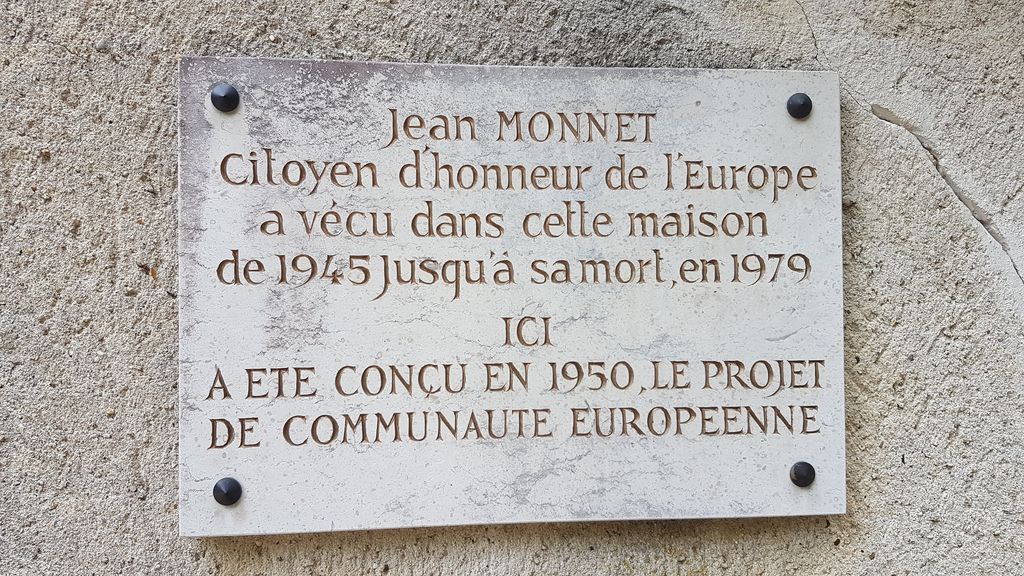 Jean MONNET
Citoyen d'honneur de l'Europe
a vécu dans cette maison
de 1945 Jusqu'à sa mort, en 1979
ICI
A ETE CONÇU EN 1950, LE PROJET
DE COMMUNAUTE EUROPEENNE